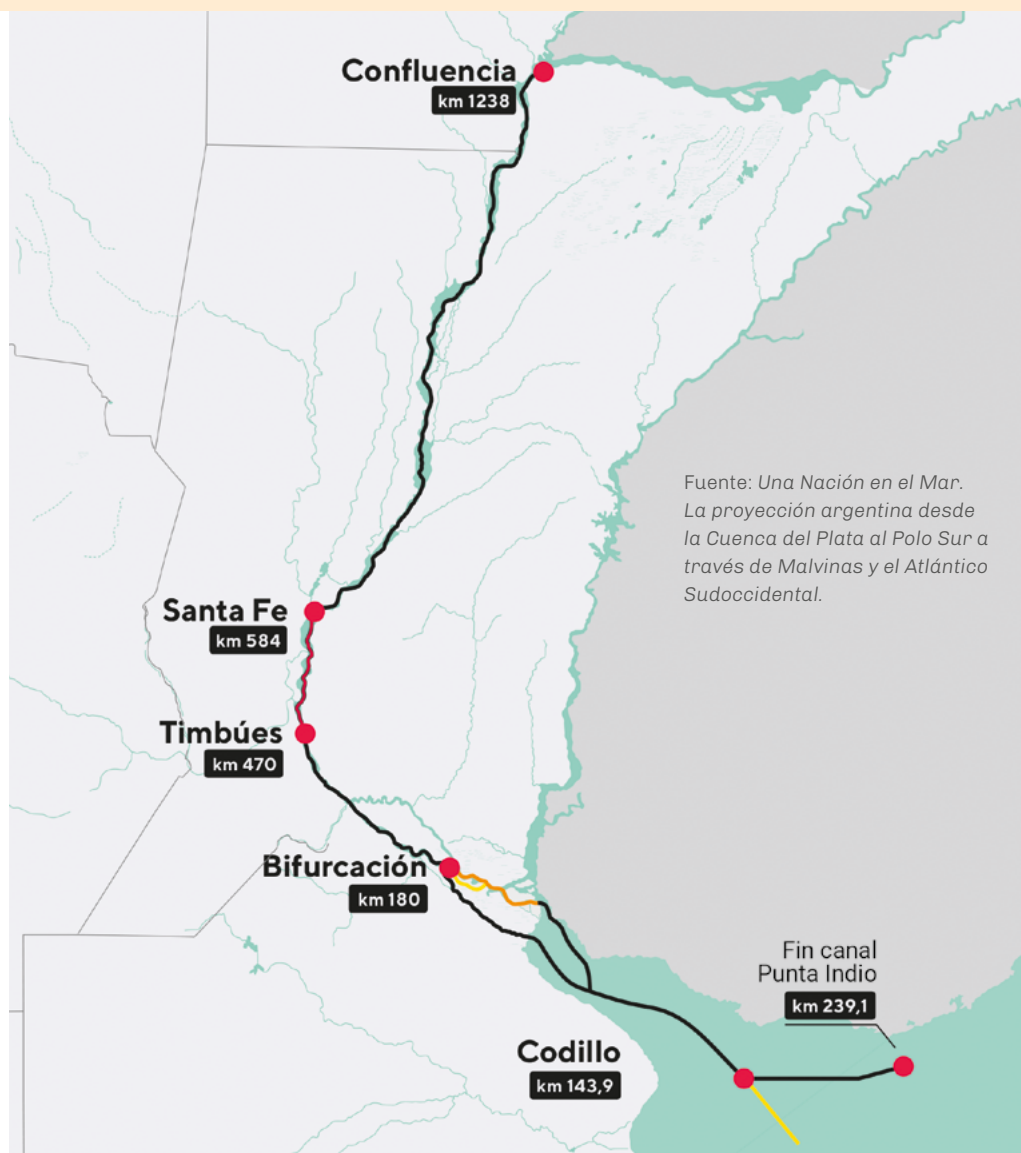 Confluencia
km 1238
Fuente: Una Nación en el Mar.
La proyección argentina desde
la Cuenca del Plata al Polo Sur a
través de Malvinas y el Atlántico
Sudoccidental.
Santa Fe
km 584
Timbúes
km 470
Bifurcación
km 180
Fin canal
Punta Indio
km 239,1
Codillo
km 143,9